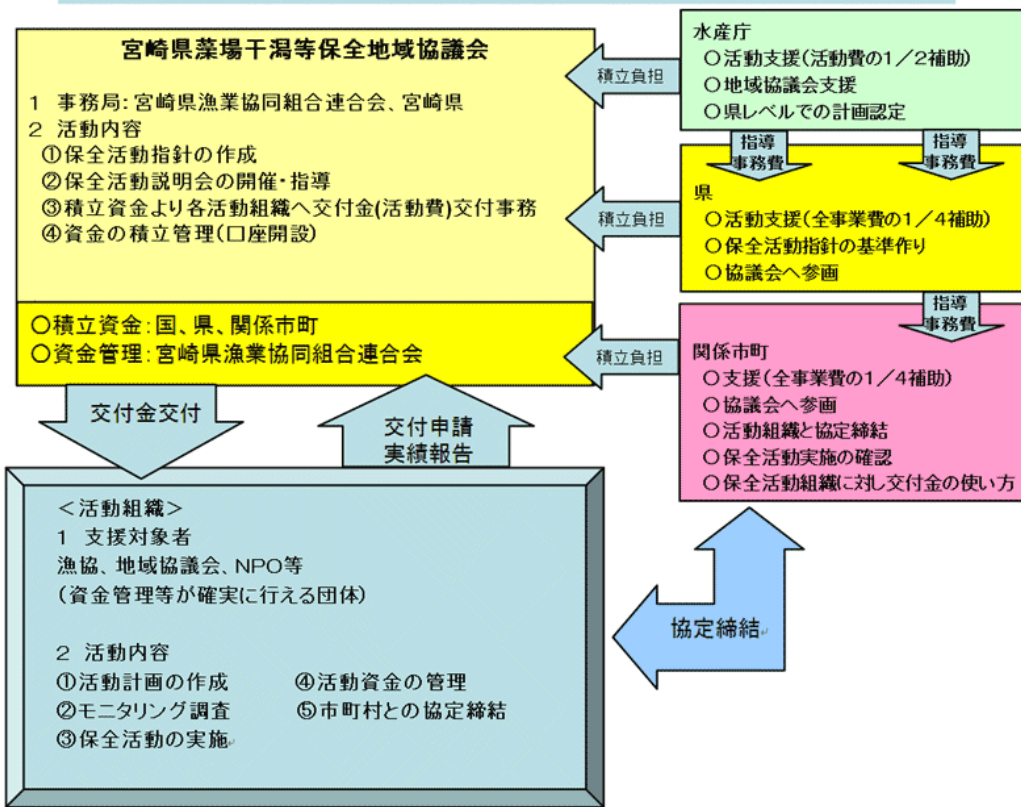 宮崎県藻場干潟等保全地域協議会
1 事務局:宮崎県漁業協同組合連合会、宮崎県
2 活動内容
①保全活動指針の作成
②保全活動説明会の開催・指導
③積立資金より各活動組織へ交付金(活動費)交付事務
④資金の積立管理(口座開設)
○積立資金:国、県、関係市町
○資金管理:宮崎県漁業協同組合連合会
積立負担
積立負担
積立負担
水産庁
○活動支援(活動費の1/2補助)
○地域協議会支援
○県レベルでの計画認定
指導
事務費
指導
事務費
県
○活動支援(全事業費の1/4補助)
○保全活動指針の基準作り
○協議会へ参画
指導
事務費
関係市町
○支援(全事業費の1/4補助)
○協議会へ参画
○活動組織と協定締結
○保全活動実施の確認
○保全活動組織に対し交付金の使い方
交付金交付
交付申請
実績報告
<活動組織>
1 支援対象者
漁協、地域協議会、NPO等
(資金管理等が確実に行える団体)
2 活動内容
①活動計画の作成 ④活動資金の管理
②モニタリング調査 ⑤市町村との協定締結
③保全活動の実施
協定締結